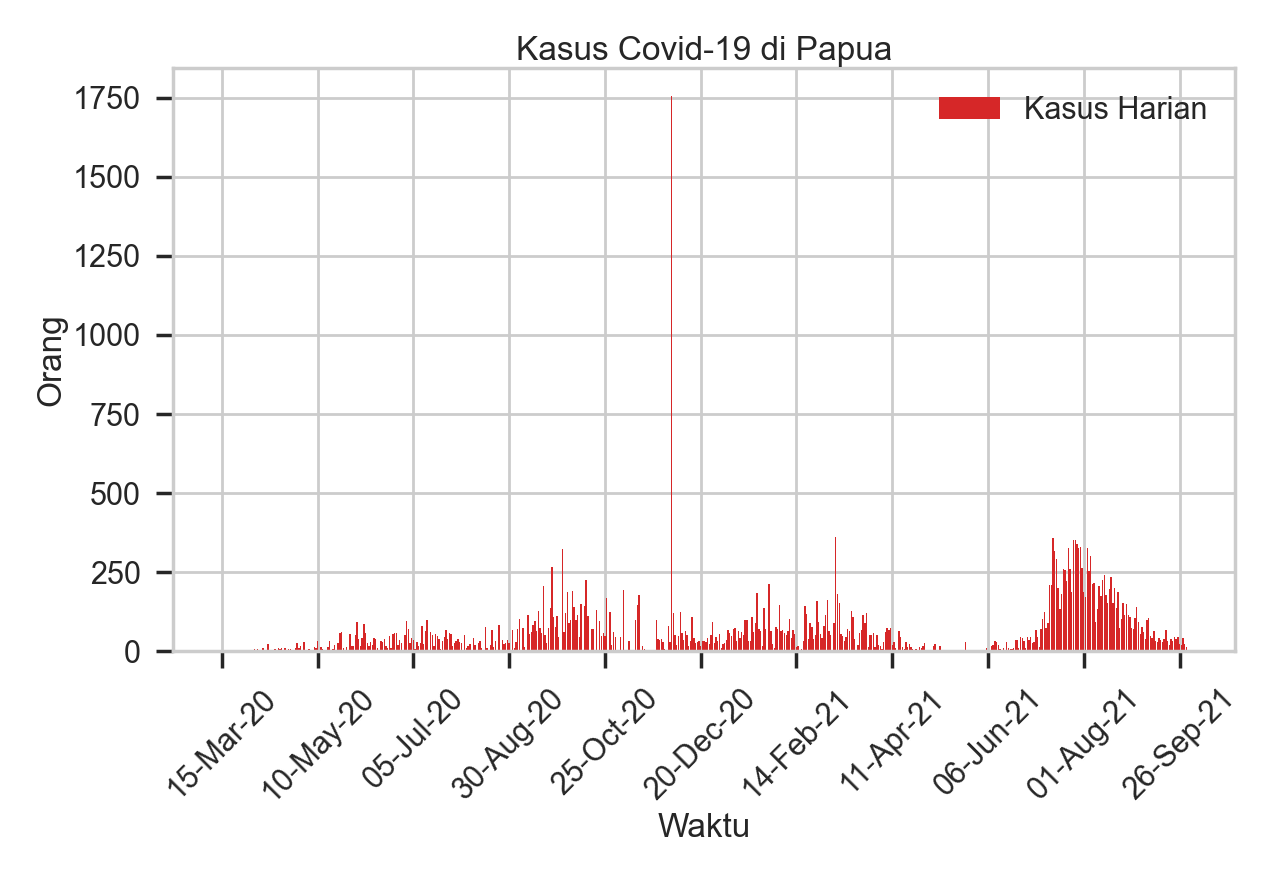 Kasus Covid-19 di Papua
Kasus Harian
Orang
1750
1500
1250
1000
750
500
250
0
15-Mar-20
10-May-20
05-Jul-20
30-Aug-20
25-Oct-20
20-Dec-20
14-Feb-21
11-Apr-21
06-Jun-21
01-Aug-21
26-Sep-21
Waktu